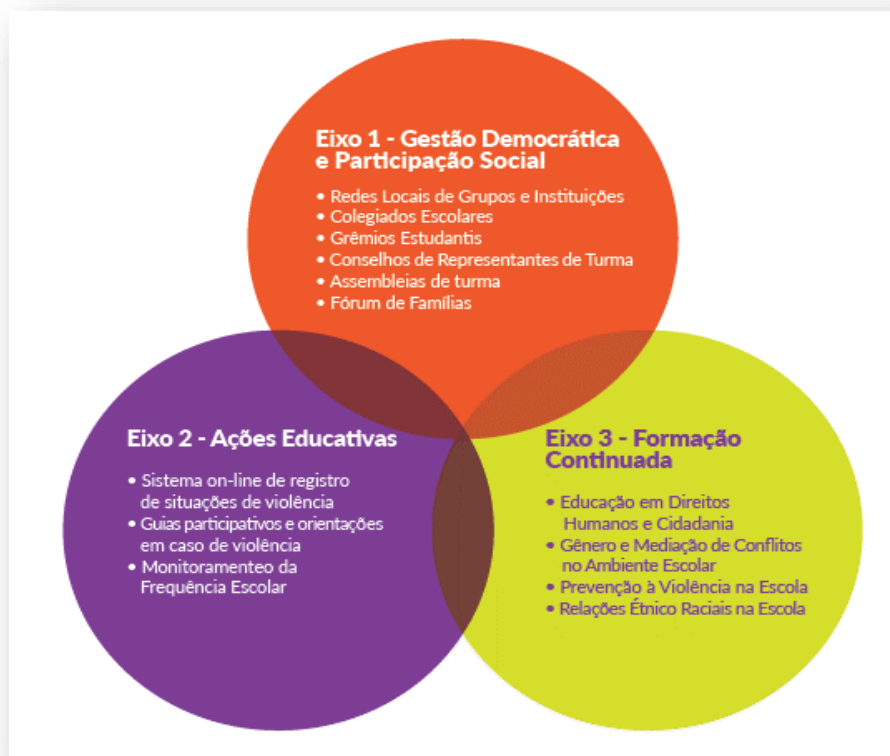 Eixo 1 - Gestão Democrática
e Participação Social
• Redes Locais de Grupos e Instituições
• Colegiados Escolares
• Grêmios Estudantis
• Conselhos de Representantes de Turma
• Assembleias de turma
• Fórum de Famílias
Eixo 2 - Ações Educativas
• Sistema on-line de registro
de situações de violência
• Guias participativos e orientações
em caso de violência
• Monitoramenteo da
Frequência Escolar
Eixo 3 - Formação
Continuada
• Educação em Direitos
Humanos e Cidadania
• Gênero e Mediação de Conflitos
no Ambiente Escolar
• Prevenção à Violência na Escola
• Relações Étnico Raciais na Escola